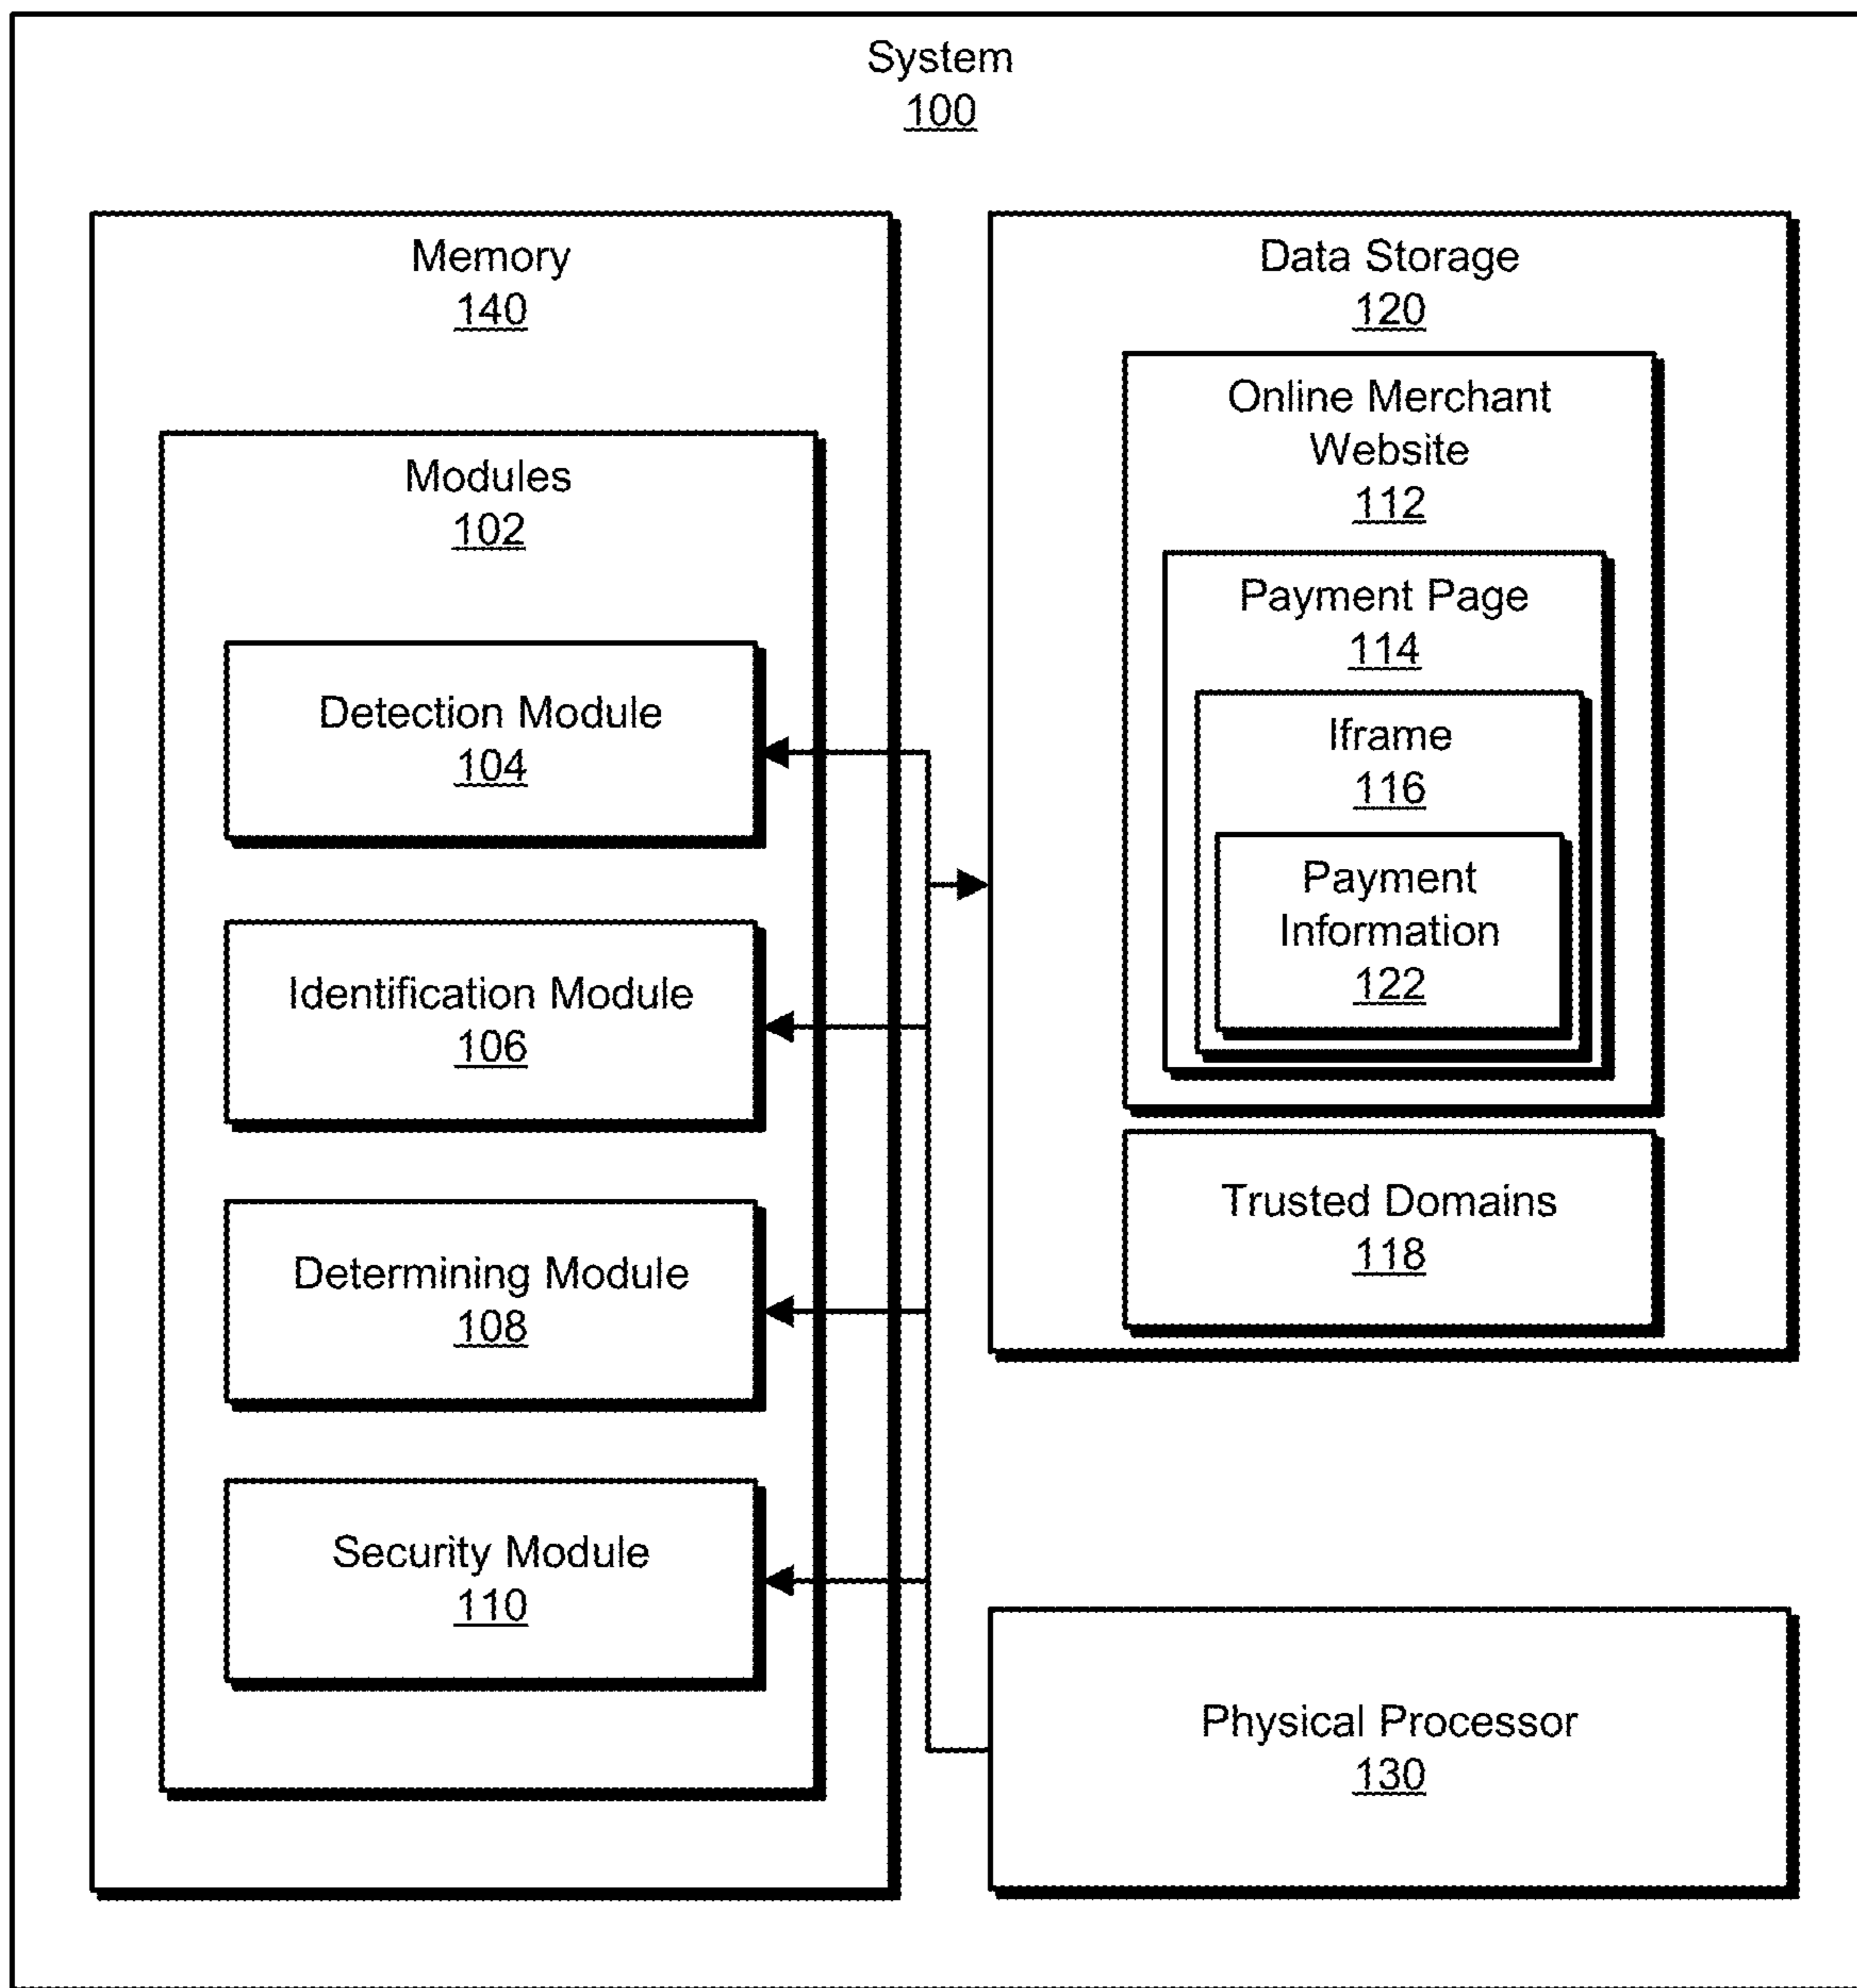 System
100
Memory
140
Modules
102
Detection Module
104
Identification Module
106
Determining Module
108
Security Module
110
Data Storage
120
Online Merchant
Website
112
Payment Page
114
Iframe
116
Payment
Information
122
Trusted Domains
118
Physical Processor
130